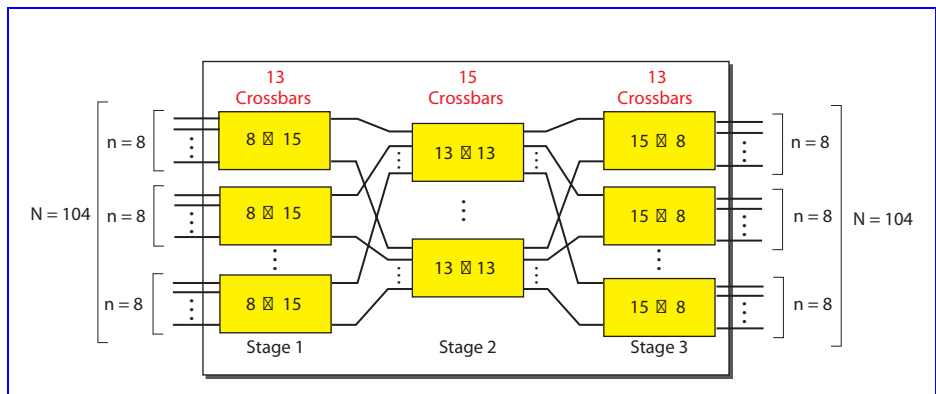 13
Crossbars
15
Crossbars
13
Crossbars
n = 8
8 15
13 13
15 8
n = 8
N = 104
n = 8
8 15
15 8
n = 8
N = 104
n = 8
8 15
13 13
15 8
n = 8
Stage 1
Stage 2
Stage 3